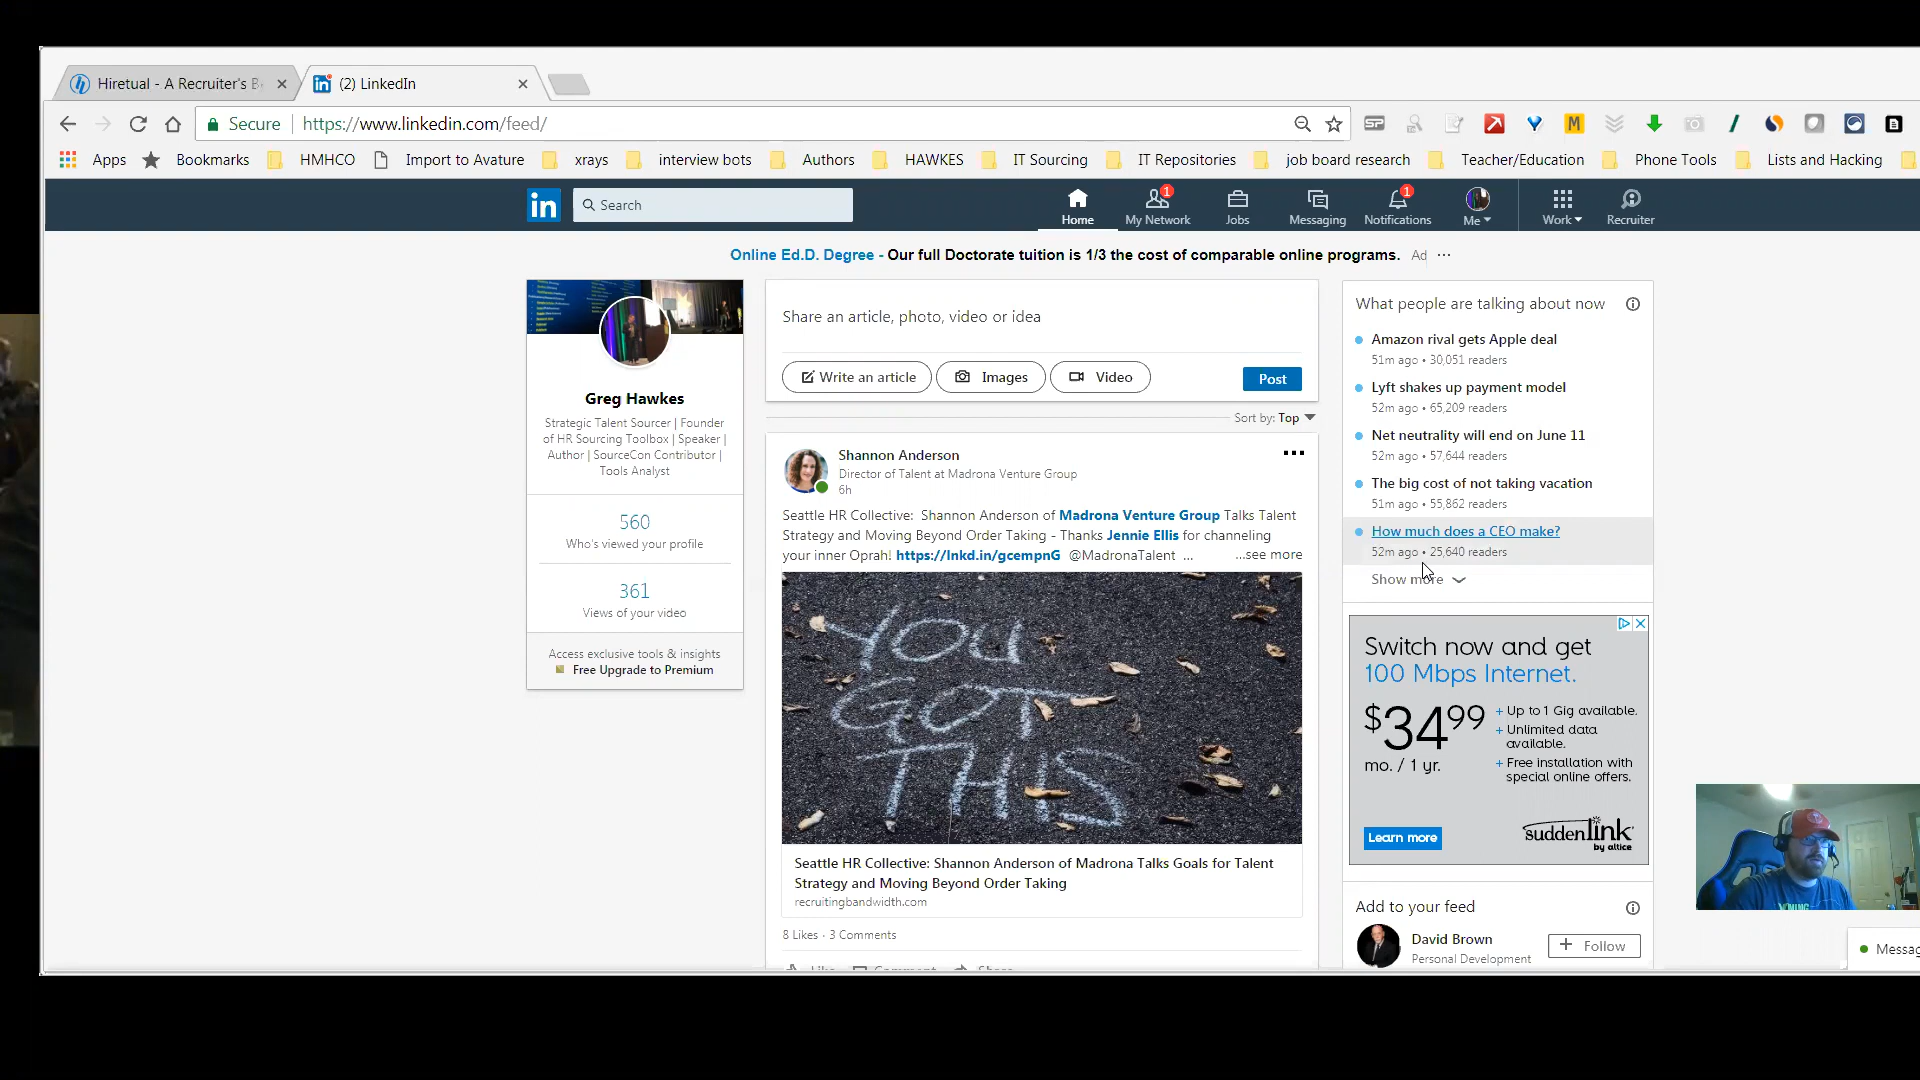 Hiretual - A Recruiter's B
(2) LinkedIn
Secure
https://www.linkedin.com/feed/
Apps
Bookmarks
HMHCO
Import to Avature
xrays
interview bots
Authors
HAWKES
IT Sourcing
IT Repositories
job board research
Teacher/Education
Phone Tools
Lists and Hacking
in
Search
Home
1
My Network
Jobs
Messaging
1
Notifications
Me
Work
Recruiter
Online Ed.D. Degree - Our full Doctorate tuition is 1/3 the cost of comparable online programs. Ad ...
Greg Hawkes
Strategic Talent Sourcer | Founder
of HR Sourcing Toolbox | Speaker |
Author | SourceCon Contributor |
Tools Analyst
560
Who's viewed your profile
361
Views of your video
Access exclusive tools & insights
Free Upgrade to Premium
Share an article, photo, video or idea
Write an article
Images
Video
Post
Sort by: Top
Shannon Anderson
Director of Talent at Madrona Venture Group
6h
Seattle HR Collective: Shannon Anderson of Madrona Venture Group Talks Talent
Strategy and Moving Beyond Order Taking - Thanks Jennie Ellis for channeling
your inner Oprah! https://lnkd.in/gcempnG @MadronaTalent ... ...see more
YOU
GOT
THIS
Seattle HR Collective: Shannon Anderson of Madrona Talks Goals for Talent
Strategy and Moving Beyond Order Taking
recruitingbandwidth.com
8 Likes · 3 Comments
Like
Comment
Share
What people are talking about now
Amazon rival gets Apple deal
51m ago • 30,051 readers
Lyft shakes up payment model
52m ago • 65,209 readers
Net neutrality will end on June 11
52m ago • 57,644 readers
The big cost of not taking vacation
51m ago • 55,862 readers
How much does a CEO make?
52m ago • 25,640 readers
Show more
Switch now and get
100 Mbps Internet.
$34.99
mo. / 1 yr.
+ Up to 1 Gig available.
+ Unlimited data
available.
+ Free installation with
special online offers.
Learn more
suddenlink
by altice
Add to your feed
David Brown
Personal Development
+ Follow
Messag